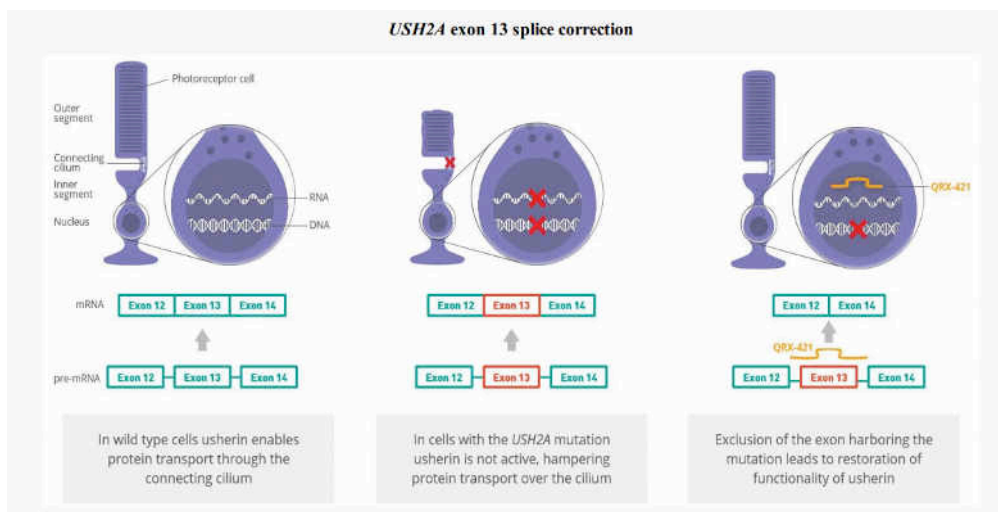 USH2A exon 13 splice correction
Photoreceptor cell
Outer
segment
Connecting
cilium
Inner
segment
Nucleus
RNA
DNA
QRX-421
mRNA
Exon 12 Exon 13 Exon 14
Exon 12 Exon 13 Exon 14
Exon 12 Exon 14
QRX-421
pre-mRNA
Exon 12 Exon 13 Exon 14
Exon 12 Exon 13 Exon 14
Exon 12 Exon 13 Exon 14
In wild type cells usherin enables
protein transport through the
connecting cilium
In cells with the USH2A mutation
usherin is not active, hampering
protein transport over the cilium
Exclusion of the exon harboring the
mutation leads to restoration of
functionality of usherin